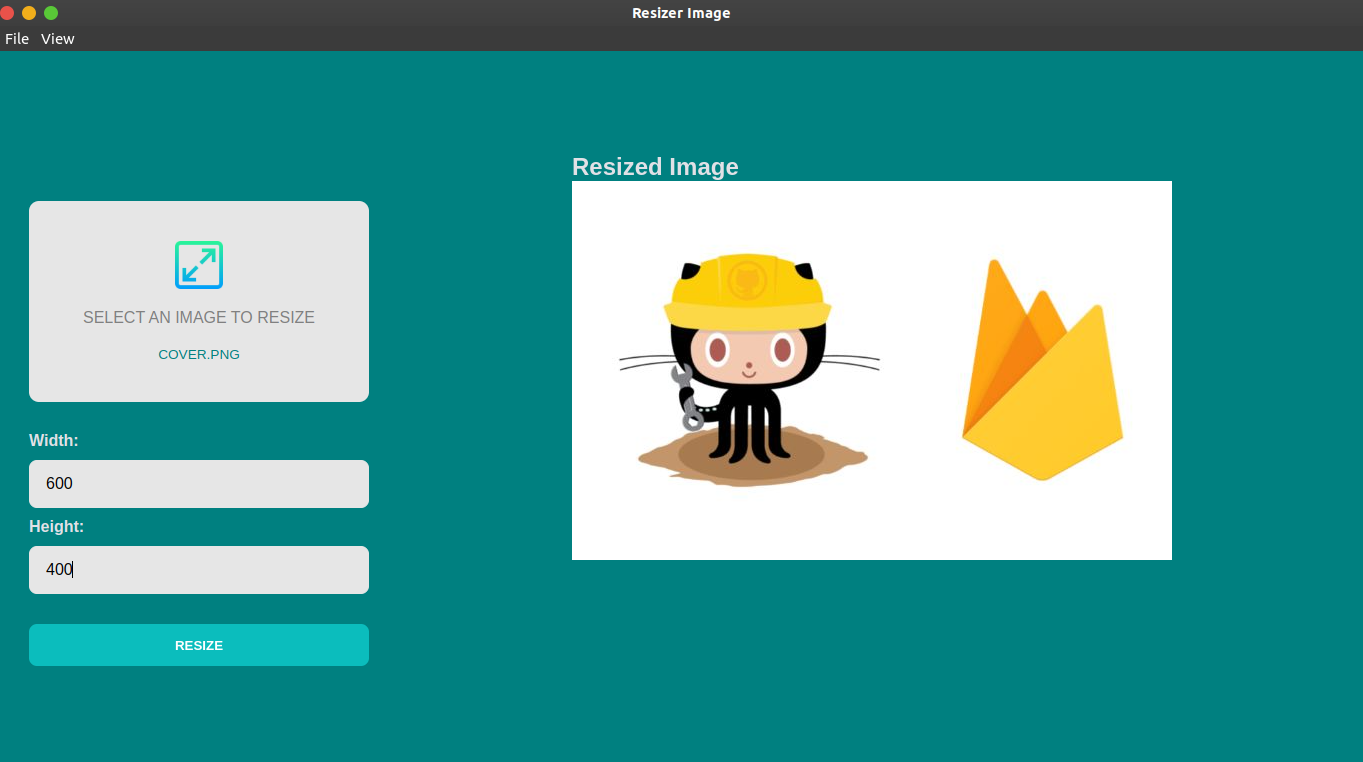 Resizer Image
File View
Resized Image
SELECT AN IMAGE TO RESIZE
COVER.PNG
Width:
600
Height:
400
RESIZE